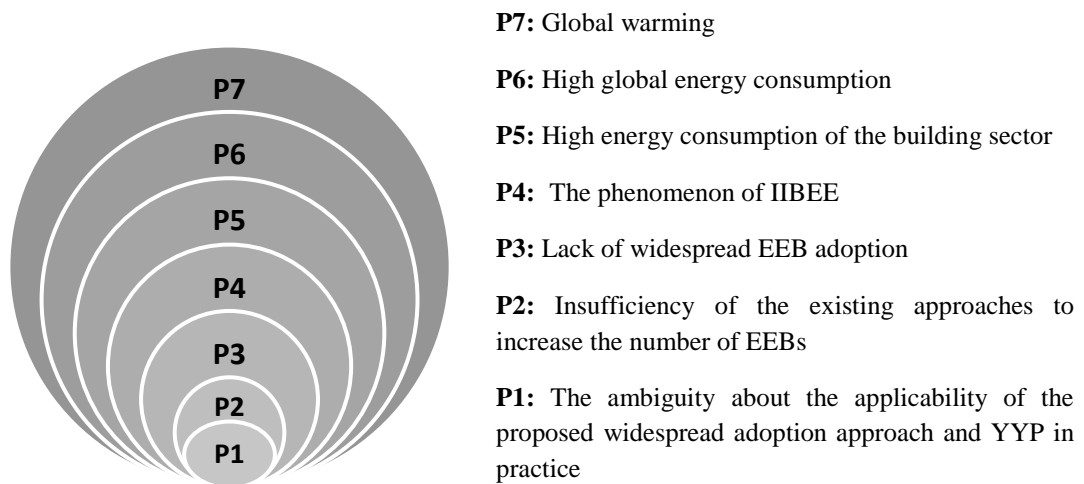 P7
P6
P5
P4
P3
P2
P1
P7: Global warming
P6: High global energy consumption
P5: High energy consumption of the building sector
P4: The phenomenon of IIBEE
P3: Lack of widespread EEB adoption
P2: Insufficiency of the existing approaches to
increase the number of EEBs
P1: The ambiguity about the applicability of the
proposed widespread adoption approach and YYP in
practice